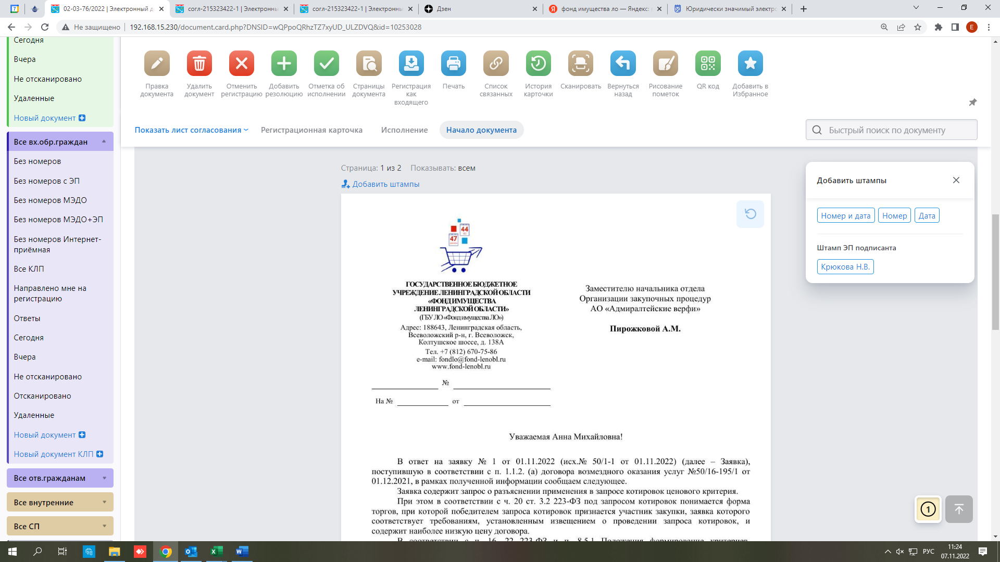 02-03-76/2022 | Электронный д
согл-215323422-1 | Электронны
согл-215323422-1 | Электронны
Дзен
фонд имущества ло — Яндекс:
Юридически значимый электро
Не защищено
192.168.15.230/document.card.php?DNSID=wQPpoQRhzTZ7xyUD_ULZDVQ&id=10253028
E
Сегодня
Вчера
Не отсканировано
Удаленные
Новый документ
Все вх.обр.граждан
Без номеров
Без номеров с ЭП
Без номеров МЭДО
Без номеров МЭДО+ЭП
Без номеров Интернет-
приёмная
Все КЛП
Направлено мне на
регистрацию
Ответы
Сегодня
Вчера
Не отсканировано
Отсканировано
Удаленные
Новый документ
Новый документ КЛП
Все отв.гражданам
Все внутренние
Все СП
Правка
документа
Удалить
документ
Отменить
регистрацию
Добавить
резолюцию
Отметка об
исполнении
Страницы
документа
Регистрация
как
входящего
Печать
Список
связанных
История
карточки
Сканировать
Вернуться
назад
Рисование
пометок
QR код
Добавить в
Избранное
Показать лист согласования
Регистрационная карточка
Исполнение
Начало документа
Быстрый поиск по документу
Страница: 1 из 2 Показывать: всем
Добавить штампы
44
47
ГОСУДАРСТВЕННОЕ БЮДЖЕТНОЕ
УЧРЕЖДЕНИЕ ЛЕНИНГРАДСКОЙ ОБЛАСТИ
«ФОНД ИМУЩЕСТВА
ЛЕНИНГРАДСКОЙ ОБЛАСТИ»
(ГБУ ЛО «Фонд имущества ЛО»)
Адрес: 188643, Ленинградская область,
Всеволожский р-н, г. Всеволожск,
Колтушское шоссе, д. 138А
Тел. +7 (812) 670-75-86
e-mail: fondlo@fond-lenobl.ru
www.fond-lenobl.ru
№
На № от
Заместителю начальника отдела
Организации закупочных процедур
АО «Адмиралтейские верфи»
Пирожковой А.М.
Уважаемая Анна Михайловна!
В ответ на заявку № 1 от 01.11.2022 (исх.№ 50/1-1 от 01.11.2022) (далее – Заявка),
поступившую в соответствии с п. 1.1.2. (а) договора возмездного оказания услуг №50/16-195/1 от
01.12.2021, в рамках полученной информации сообщаем следующее.
Заявка содержит запрос о разъяснении применения в запросе котировок ценового критерия.
При этом в соответствии с ч. 20 ст. 3.2 223-ФЗ под запросом котировок понимается форма
торгов, при которой победителем запроса котировок признается участник закупки, заявка которого
соответствует требованиям, установленным извещением о проведении запроса котировок, и
содержит наиболее низкую цену договора.
В соответствии с ч. 16, 22 223-ФЗ и п. 8.5.1 Положения формирование критериев
Добавить штампы
Номер и дата
Номер
Дата
Штамп ЭП подписанта
Крюкова Н.В.
1
РУС
11:24
07.11.2022